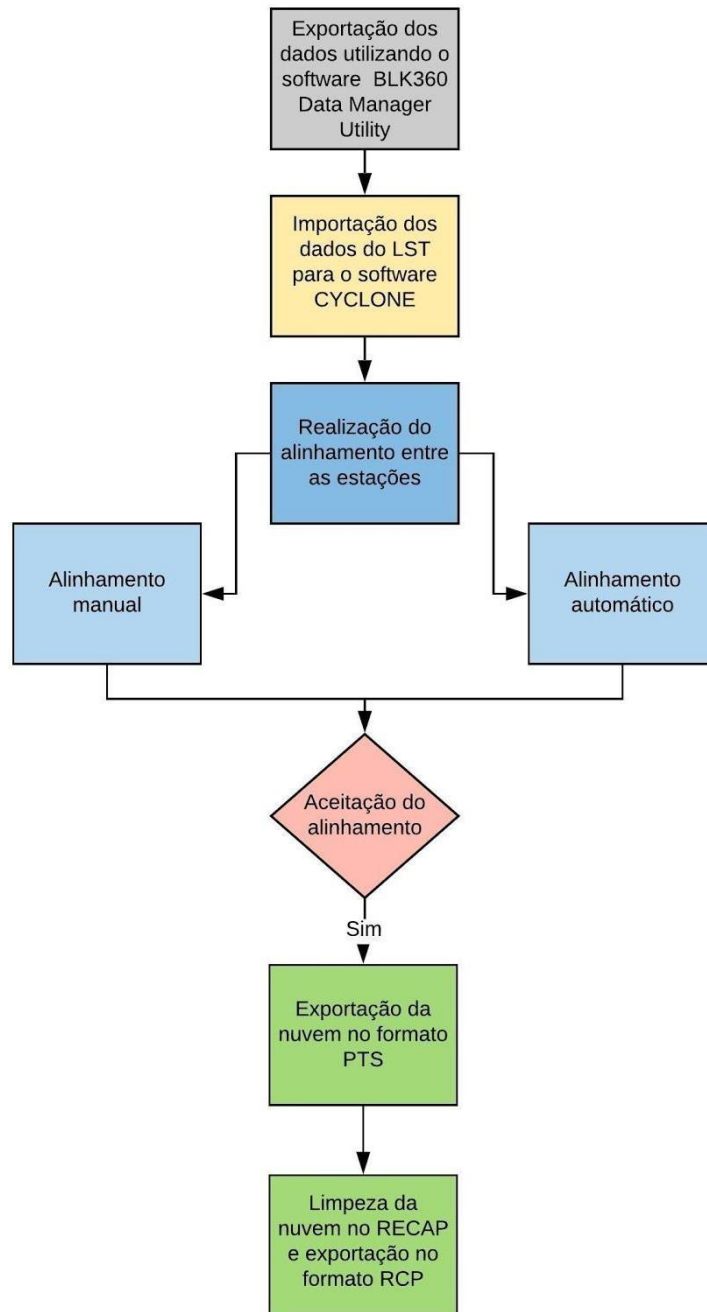 Exportação dos
dados utilizando o
software BLK360
Data Manager
Utility
Importação dos
dados do LST
para o software
CYCLONE
Realização do
alinhamento entre
as estações
Alinhamento
manual
Alinhamento
automático
Aceitação do
alinhamento
Sim
Exportação da
nuvem no formato
PTS
Limpeza da
nuvem no RECAP
e exportação no
formato RCP